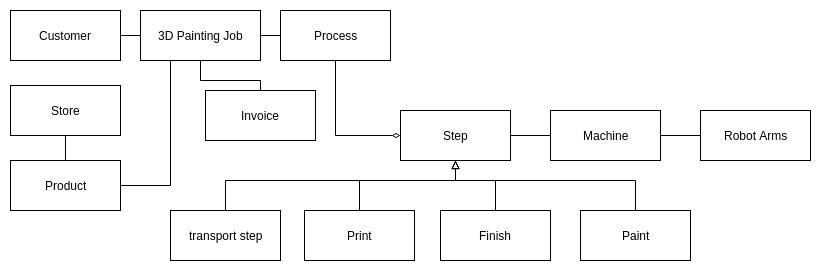 Customer
3D Painting Job
Process
Store
Invoice
Step
Machine
Robot Arms
Product
transport step
Print
Finish
Paint